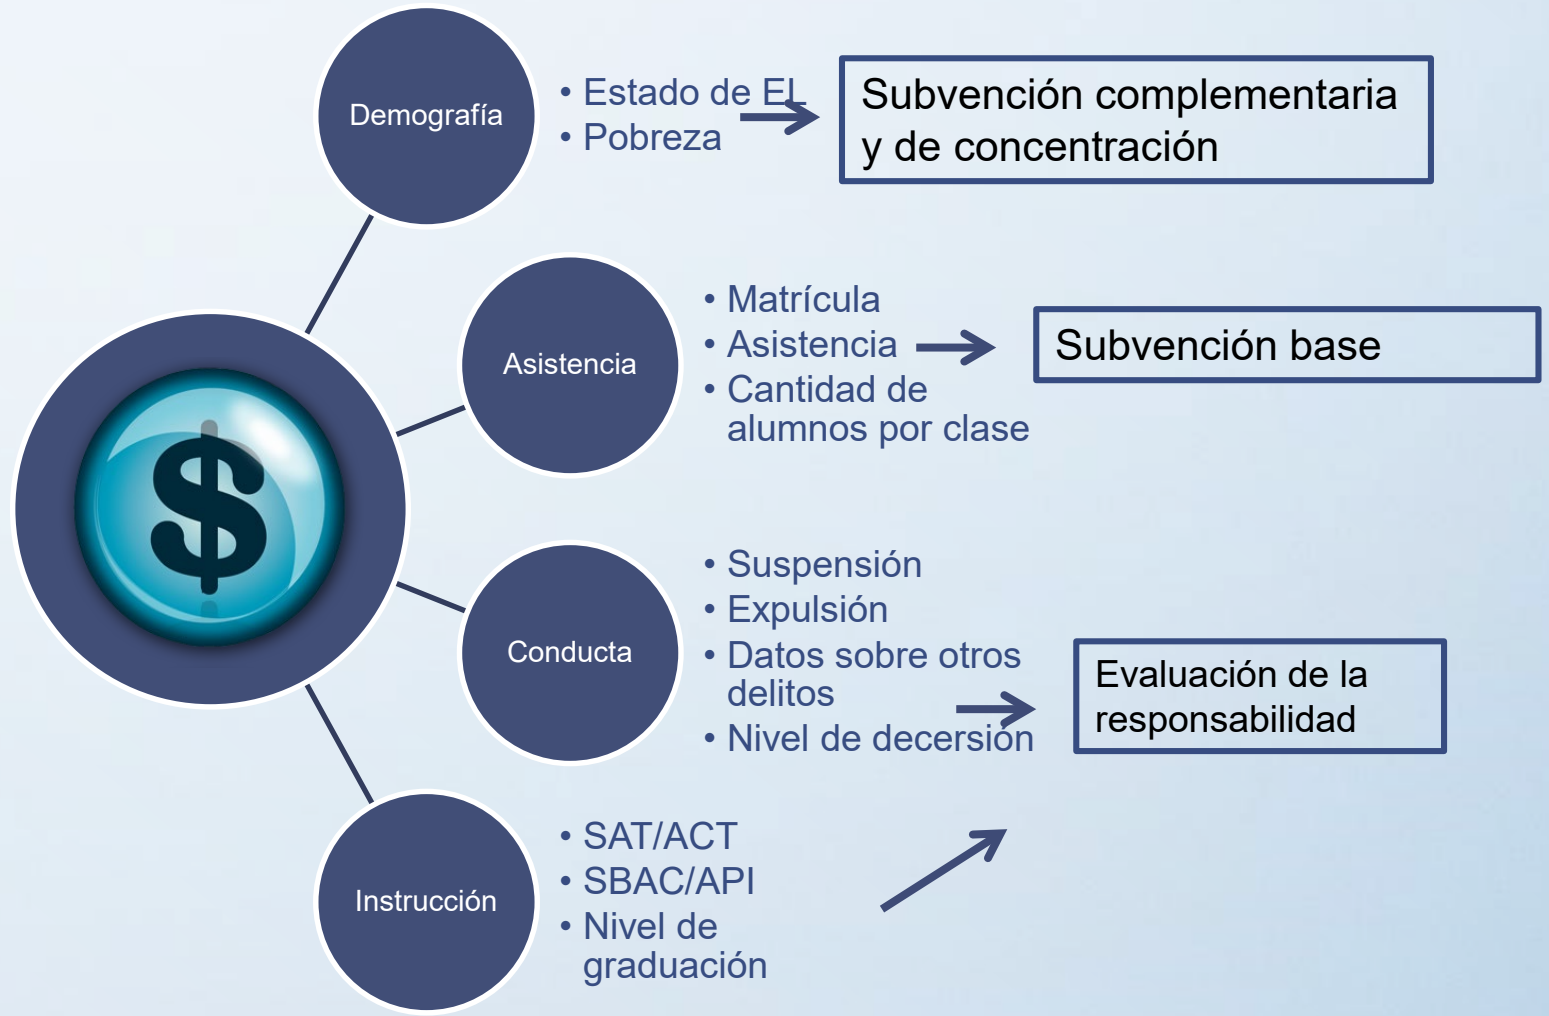 Demografía
• Estado de EL
• Pobreza
Subvención complementaria
y de concentración
Asistencia
• Matrícula
• Asistencia
• Cantidad de
alumnos por clase
Subvención base
$
Conducta
• Suspensión
• Expulsión
• Datos sobre otros
delitos
• Nivel de decersión
Evaluación de la
responsabilidad
Instrucción
• SAT/ACT
• SBAC/API
• Nivel de
graduación